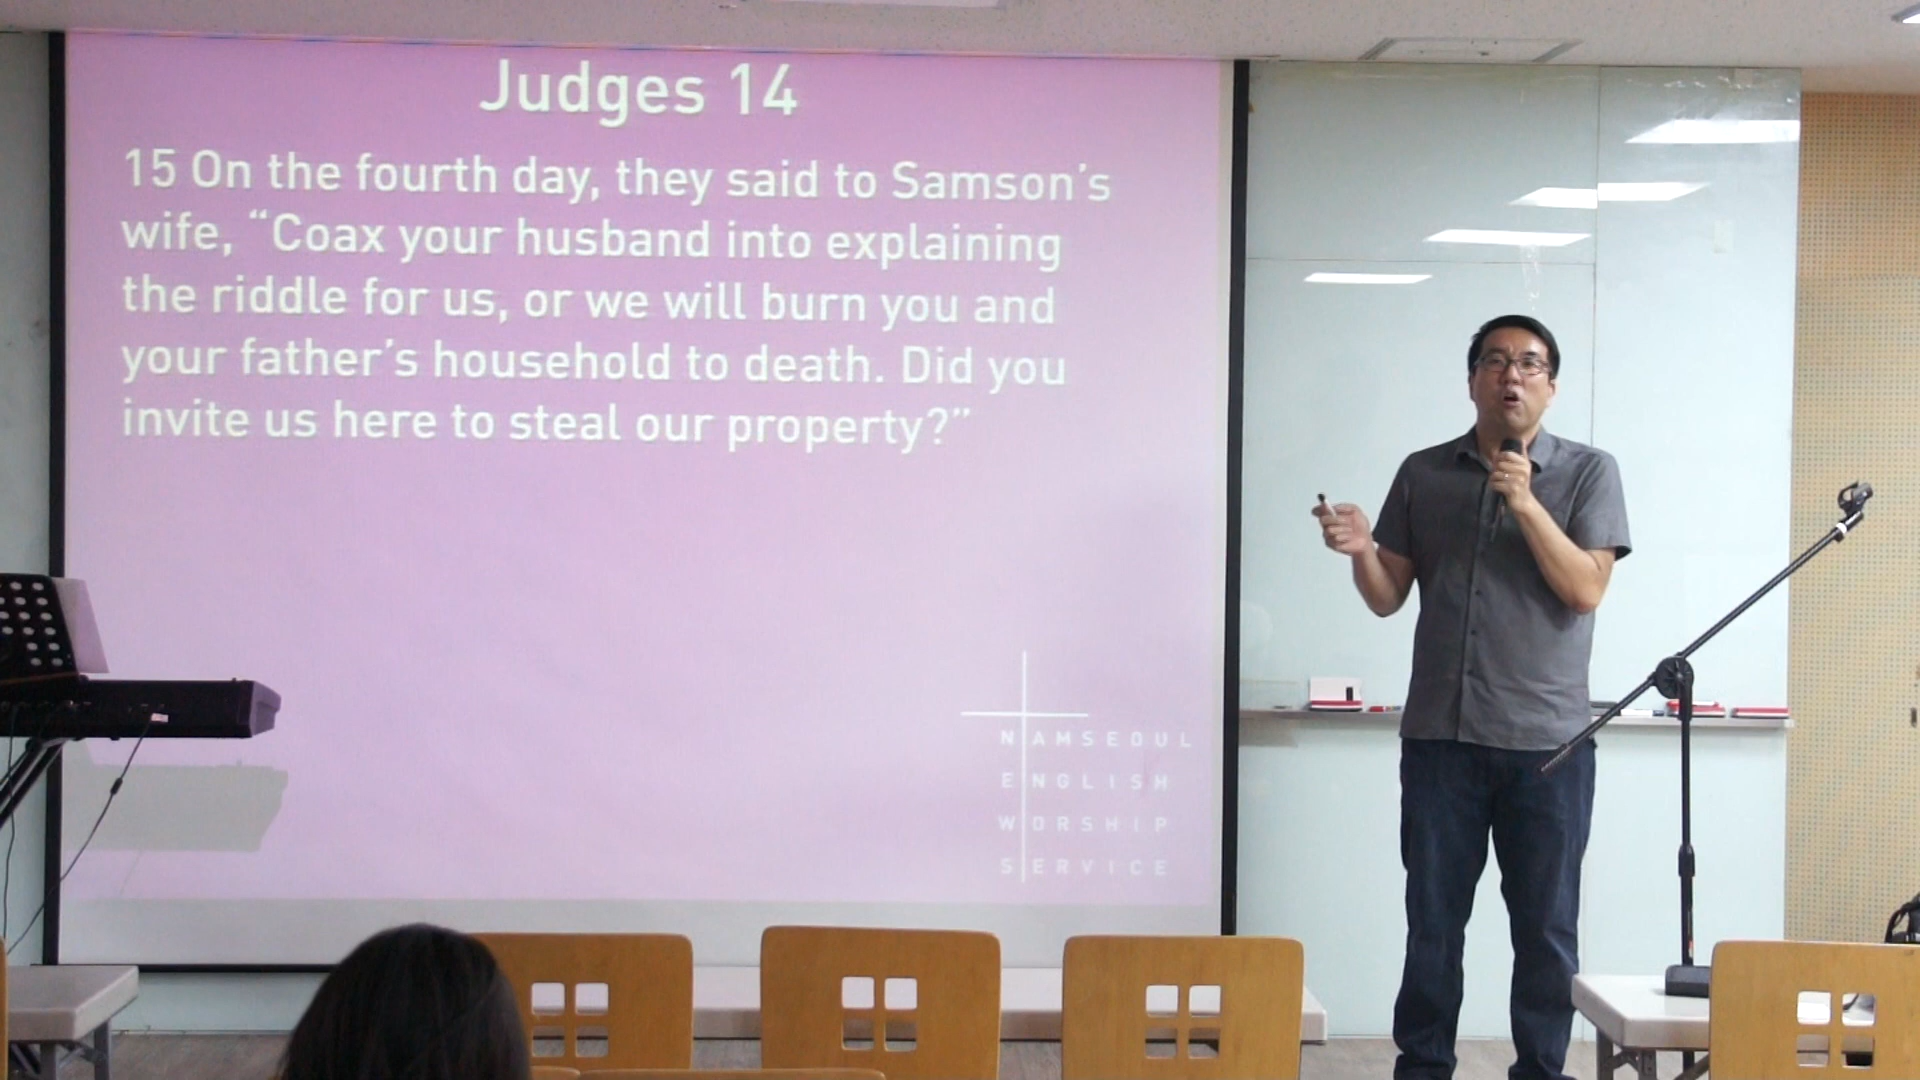 Judges 14
15 On the fourth day, they said to Samson’s
wife, “Coax your husband into explaining
the riddle for us, or we will burn you and
your father’s household to death. Did you
invite us here to steal our property?”
NAMSEOUL
ENGLISH
WORSHIP
SERVICE